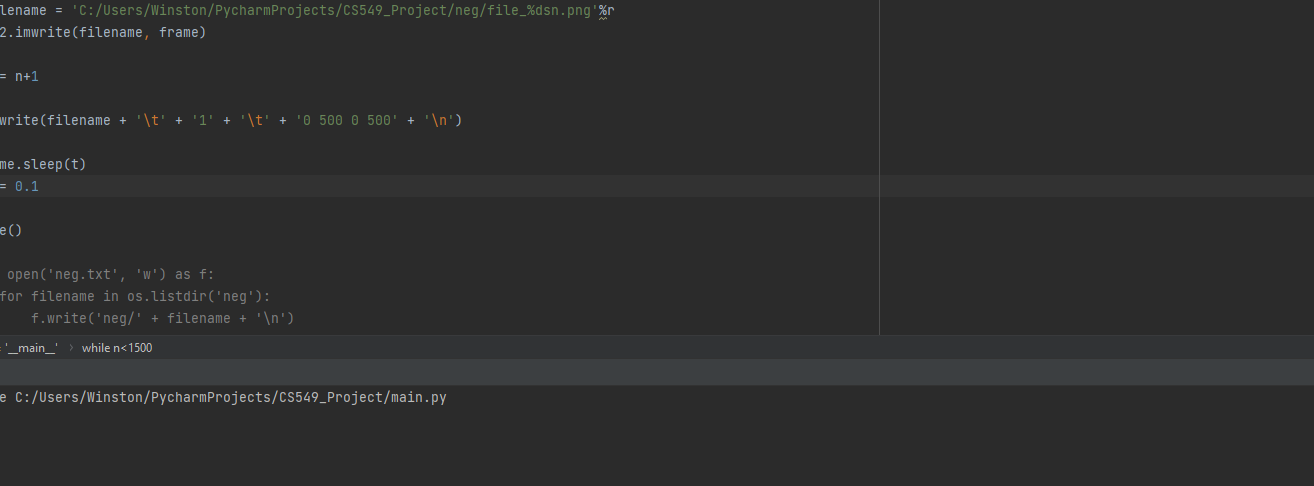 lename = 'C:/Users/Winston/PycharmProjects/CS549_Project/neg/file_%dsn.png'%r
2.imwrite(filename, frame)
= n+1
write(filename + '\t' + '1' + '\t' + '0 500 0 500' + '\n')
me.sleep(t)
= 0.1
e()
open('neg.txt', 'w') as f:
for filename in os.listdir('neg'):
f.write('neg/' + filename + '\n')
= '__main__' › while n<1500
e C:/Users/Winston/PycharmProjects/CS549_Project/main.py